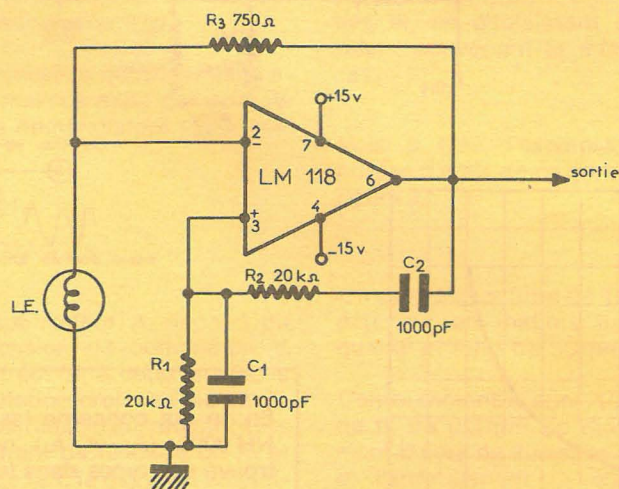 R3 750Ω
+15v
2
-
7
LM 118
6
sortie
+
3
4
-15v
R2 20kΩ
C2
1000pF
L.E.
R1
20kΩ
C1
1000pF